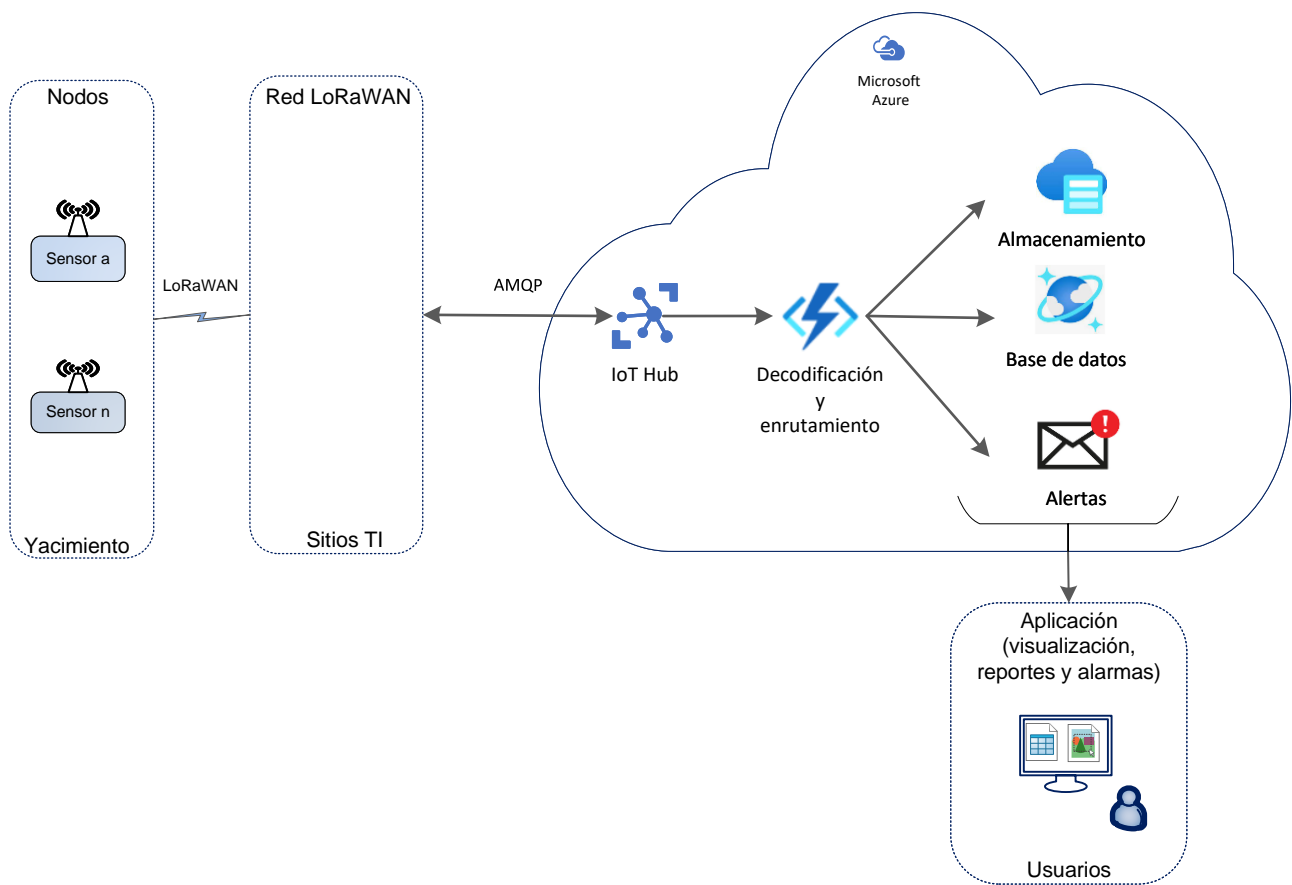 Nodos
Sensor a
Sensor n
Yacimiento
LoRaWAN
Red LoRaWAN
Sitios TI
AMQP
Microsoft
Azure
IoT Hub
Decodificación
y
enrutamiento
Almacenamiento
Base de datos
!
Alertas
Aplicación
(visualización,
reportes y alarmas)
Usuarios